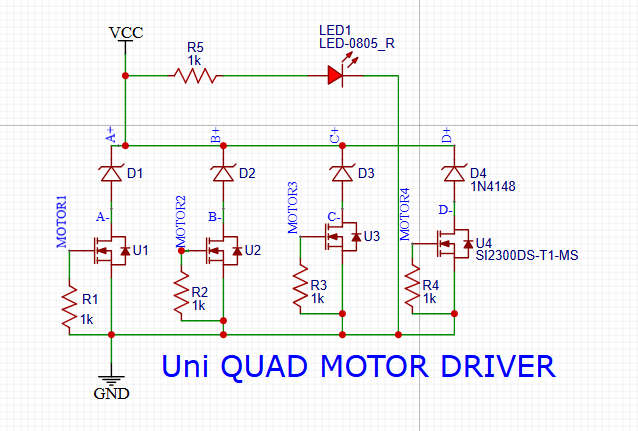 VCC
R5
1k
LED1
LED-0805_R
A+
B+
C+
D+
D1
D2
D3
D4
1N4148
MOTOR1
MOTOR2
MOTOR3
MOTOR4
A-
B-
C-
D-
U1
U2
U3
U4
SI2300DS-T1-MS
R1
1k
R2
1k
R3
1k
R4
1k
Uni QUAD MOTOR DRIVER
GND